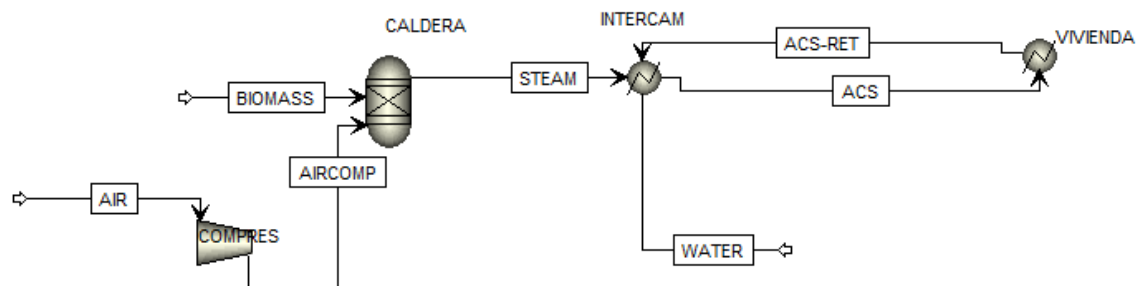 CALDERA
INTERCAM
ACS-RET
VIVIENDA
STEAM
BIOMASS
ACS
AIRCOMP
AIR
COMPRES
WATER